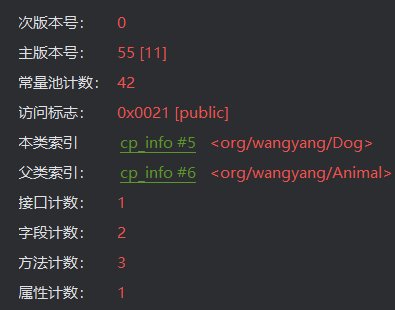 次版本号： 0
主版本号： 55 [11]
常量池计数： 42
访问标志： 0x0021 [public]
本类索引 cp_info #5 <org/wangyang/Dog>
父类索引： cp_info #6 <org/wangyang/Animal>
接口计数： 1
字段计数： 2
方法计数： 3
属性计数： 1